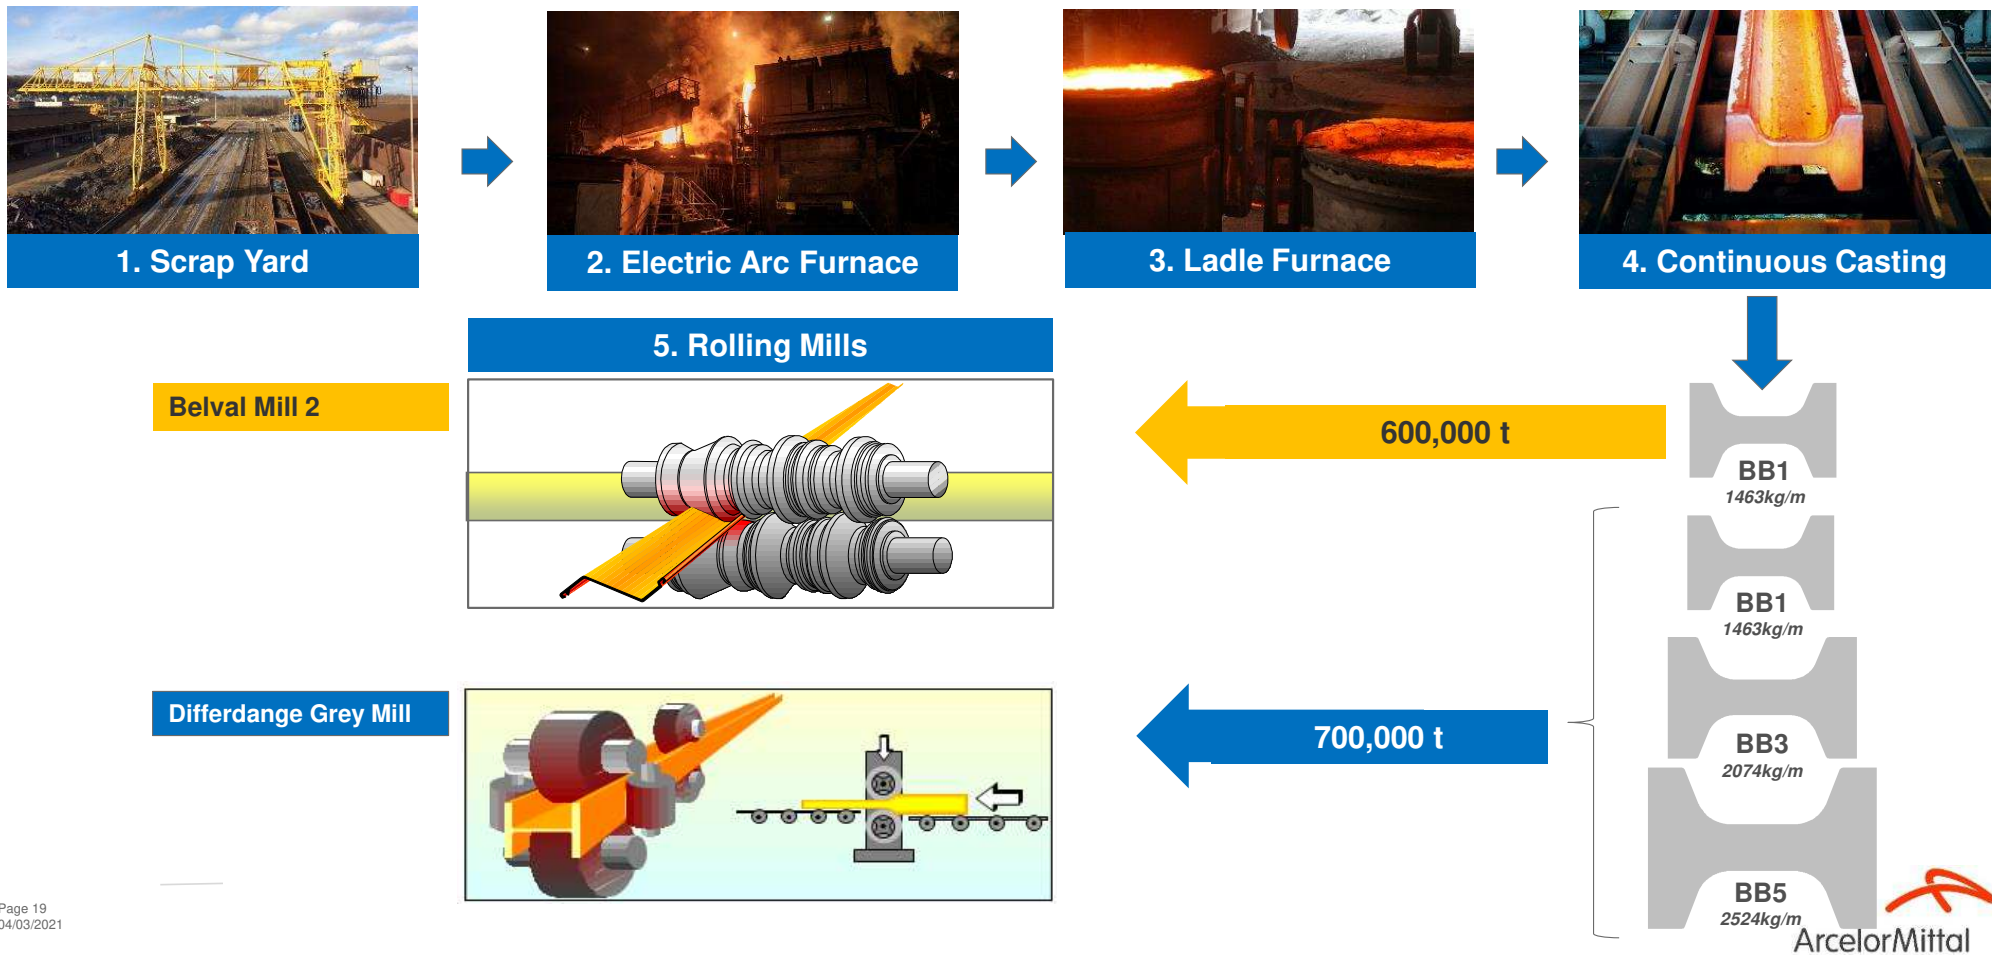 1. Scrap Yard
2. Electric Arc Furnace
3. Ladle Furnace
4. Continuous Casting
5. Rolling Mills
Belval Mill 2
600,000 t
BB1
1463kg/m
BB1
1463kg/m
Differdange Grey Mill
700,000 t
BB3
2074kg/m
BB5
2524kg/m
Page 19
04/03/2021
ArcelorMittal